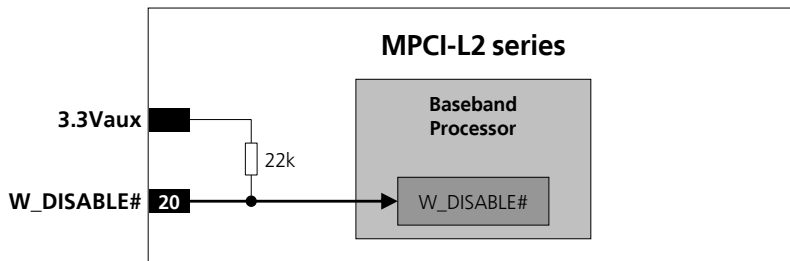 MPCI-L2 series
Baseband
Processor
3.3Vaux
22k
W_DISABLE# 20 W_DISABLE#